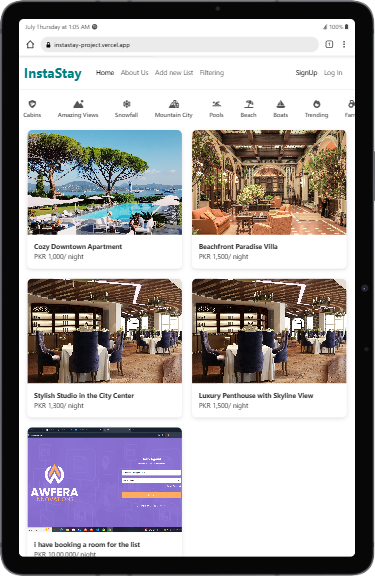 July Thursday at 1:05 AM
100%
instastay-project.vercel.app
1
InstaStay
Home About Us Add new List Filtering SignUp Log In
Cabins Amazing Views Snowfall Mountain City Pools Beach Boats Trending
Cozy Downtown Apartment
PKR 1,000/ night
Beachfront Paradise Villa
PKR 1,500/ night
Stylish Studio in the City Center
PKR 1,300/ night
Luxury Penthouse with Skyline View
PKR 1,500/ night
AWFERA
i have booking a room for the list
PKR 10,00,000/ night